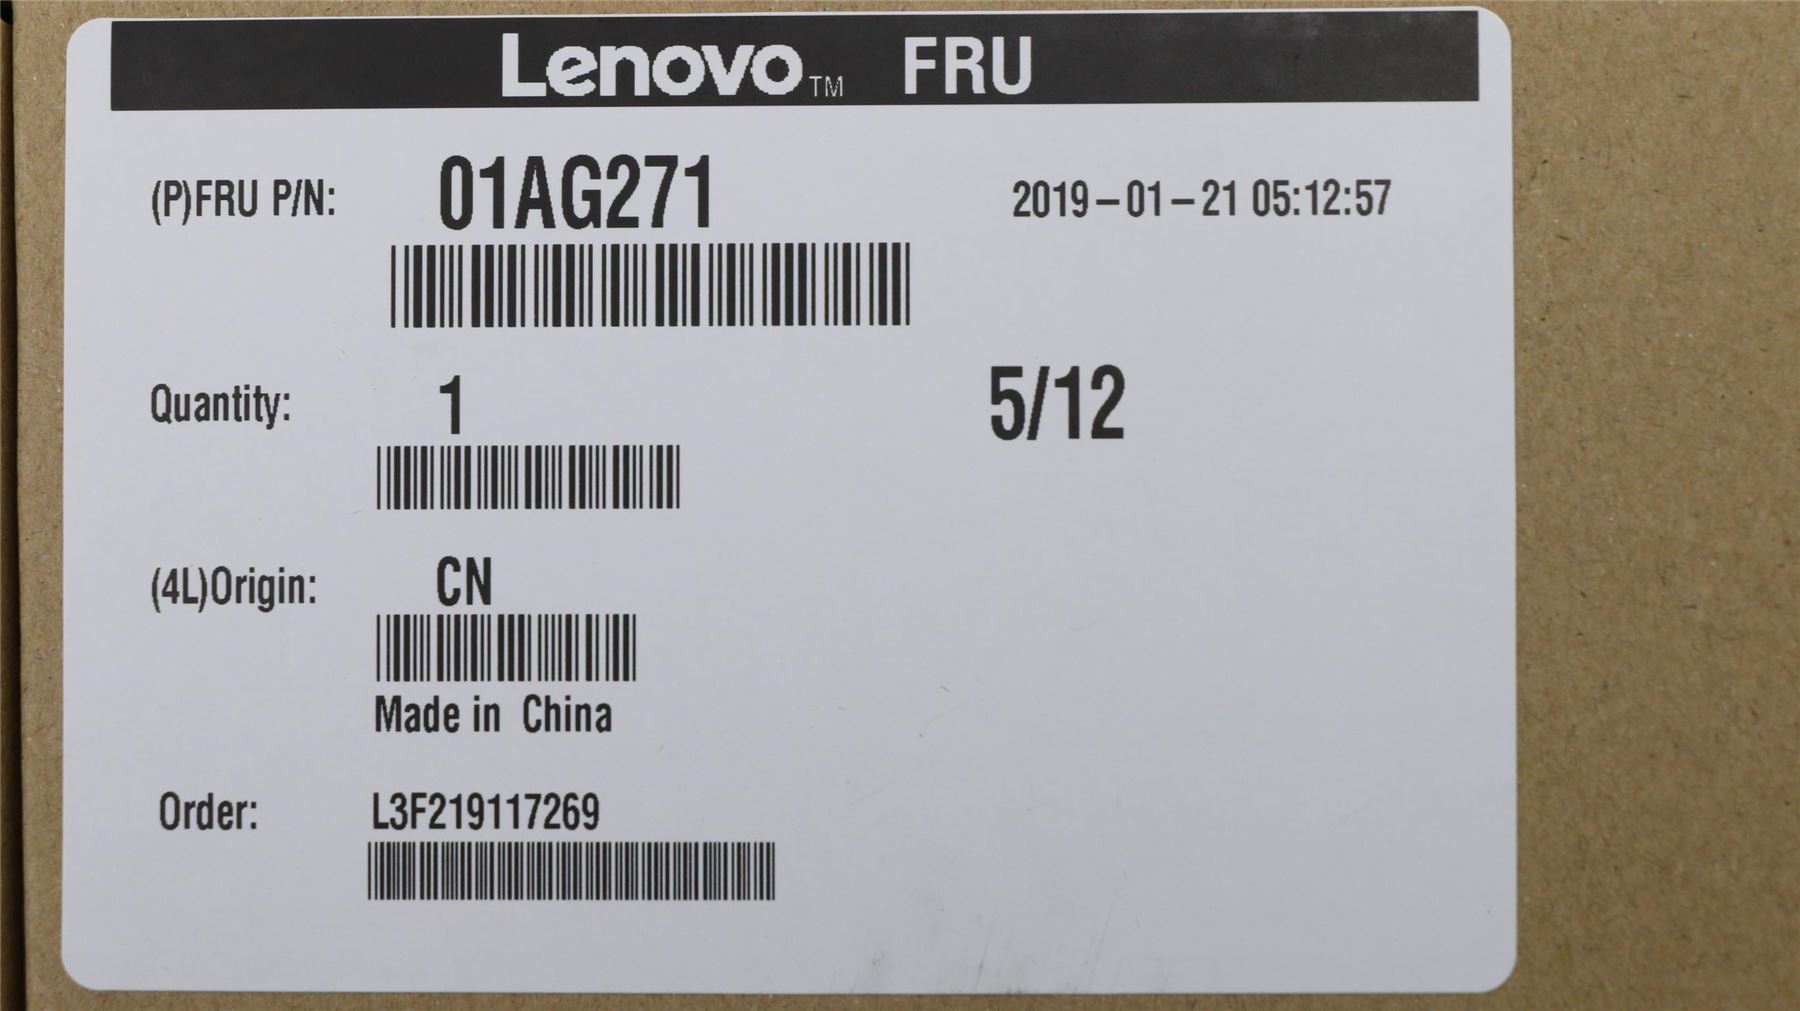 Lenovo™ FRU
(P)FRU P/N: 01AG271 2019-01-21 05:12:57
Quantity: 1 5/12
(4L)Origin: CN
Made in China
Order: L3F219117269